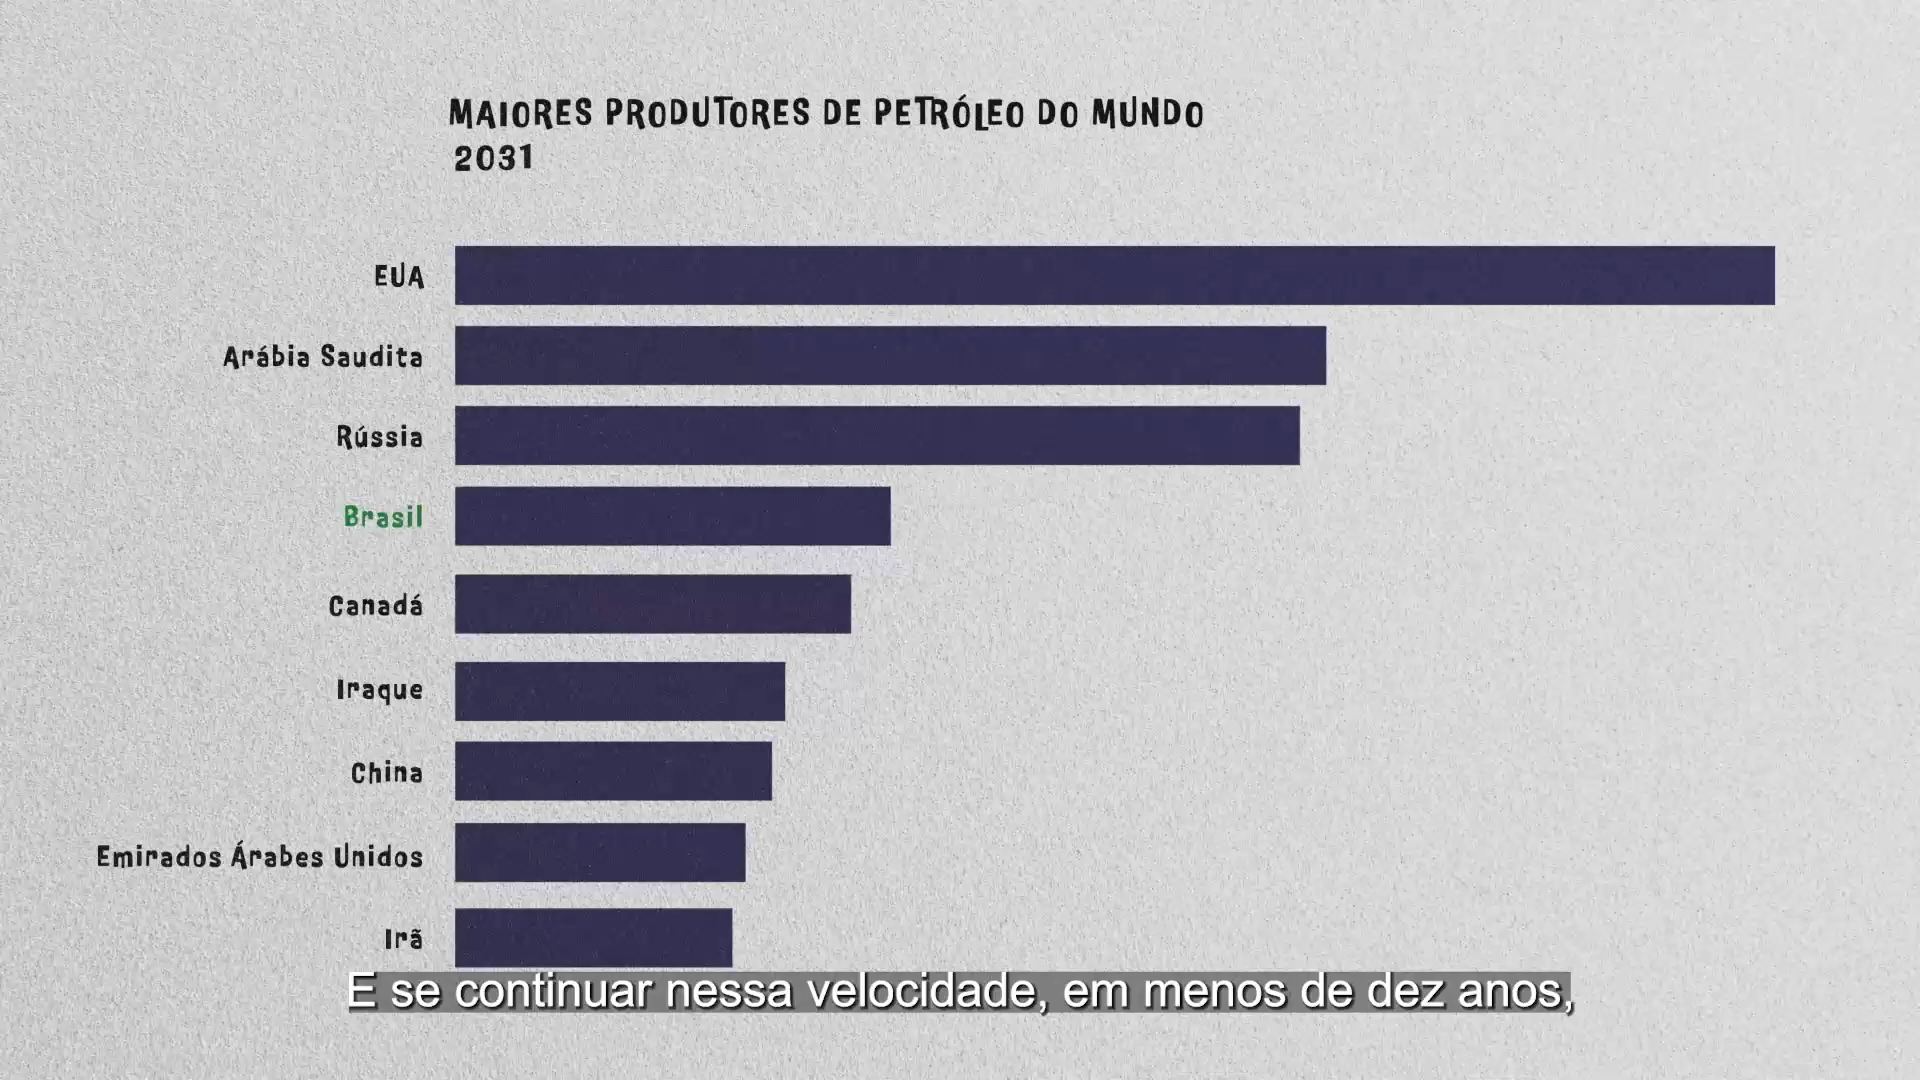 MAIORES PRODUTORES DE PETRÓLEO DO MUNDO
2031
EUA
Arábia Saudita
Rússia
Brasil
Canadá
Iraque
China
Emirados Árabes Unidos
Irã
E se continuar nessa velocidade, em menos de dez anos,